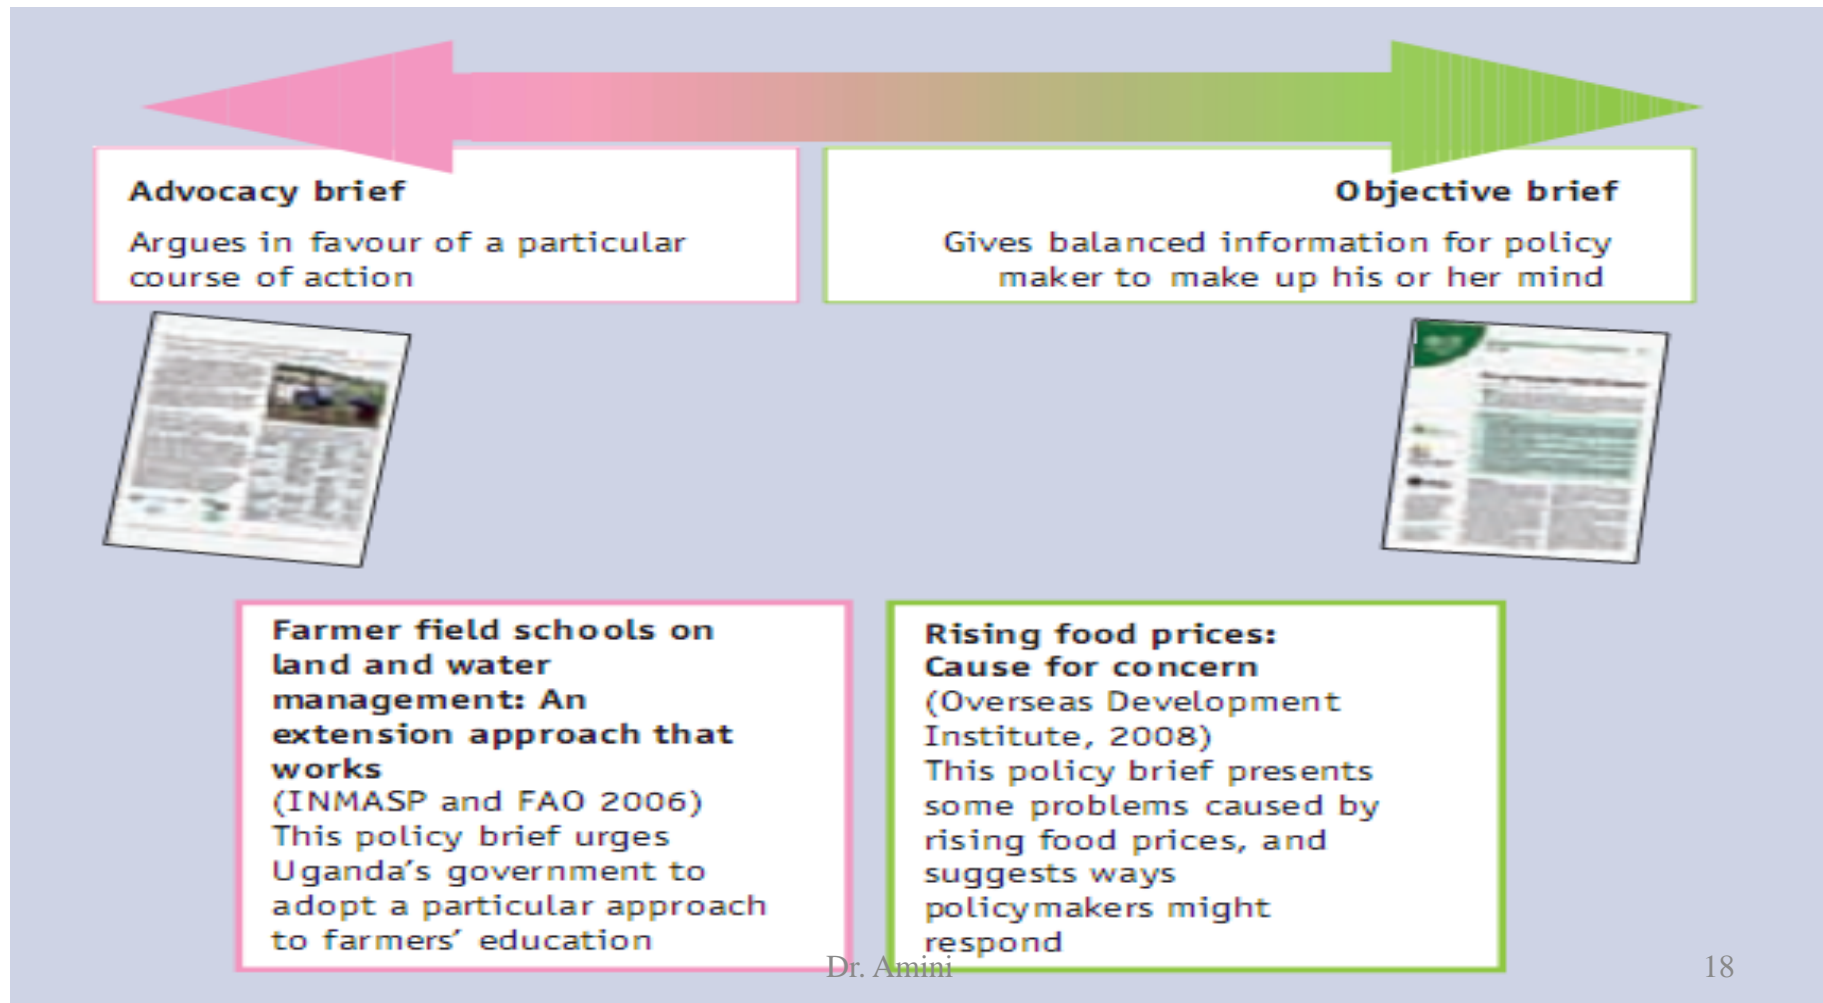 Advocacy brief
Argues in favour of a particular
course of action
Objective brief
Gives balanced information for policy
maker to make up his or her mind
Farmer field schools on
land and water
management: An
extension approach that
works
(INMASP and FAO 2006)
This policy brief urges
Uganda’s government to
adopt a particular approach
to farmers’ education
Rising food prices:
Cause for concern
(Overseas Development
Institute, 2008)
This policy brief presents
some problems caused by
rising food prices, and
suggests ways
policymakers might
respond
Dr. Amini
18